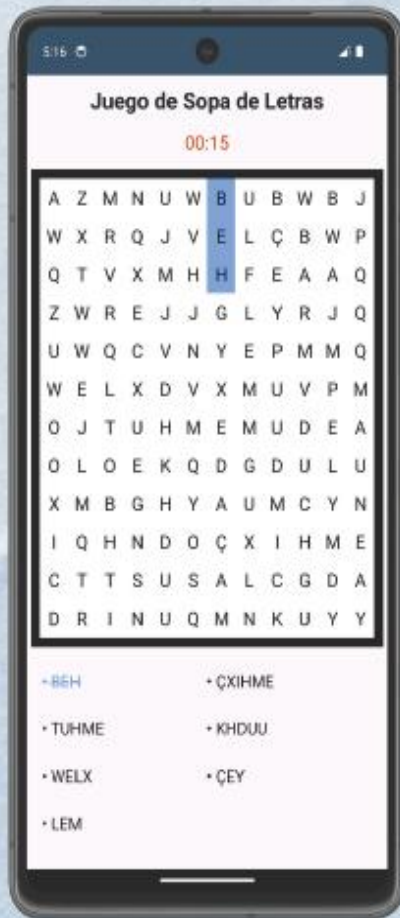 5:16
Juego de Sopa de Letras
00:15
A Z M N U W B U B W B J
W X R Q J V E L Ç B W P
Q T V X M H H F E A A Q
Z W R E J J G L Y R J Q
U W Q C V N Y E P M M Q
W E L X D V X M U V P M
O J T U H M E M U D E A
O L O E K Q D G D U L U
X M B G H Y A U M C Y N
I Q H N D O Ç X I H M E
C T T S U S A L C G D A
D R I N U Q M N K U Y Y
• BEH • ÇXIHME
• TUHME • KHDUU
• WELX • ÇEY
• LEM